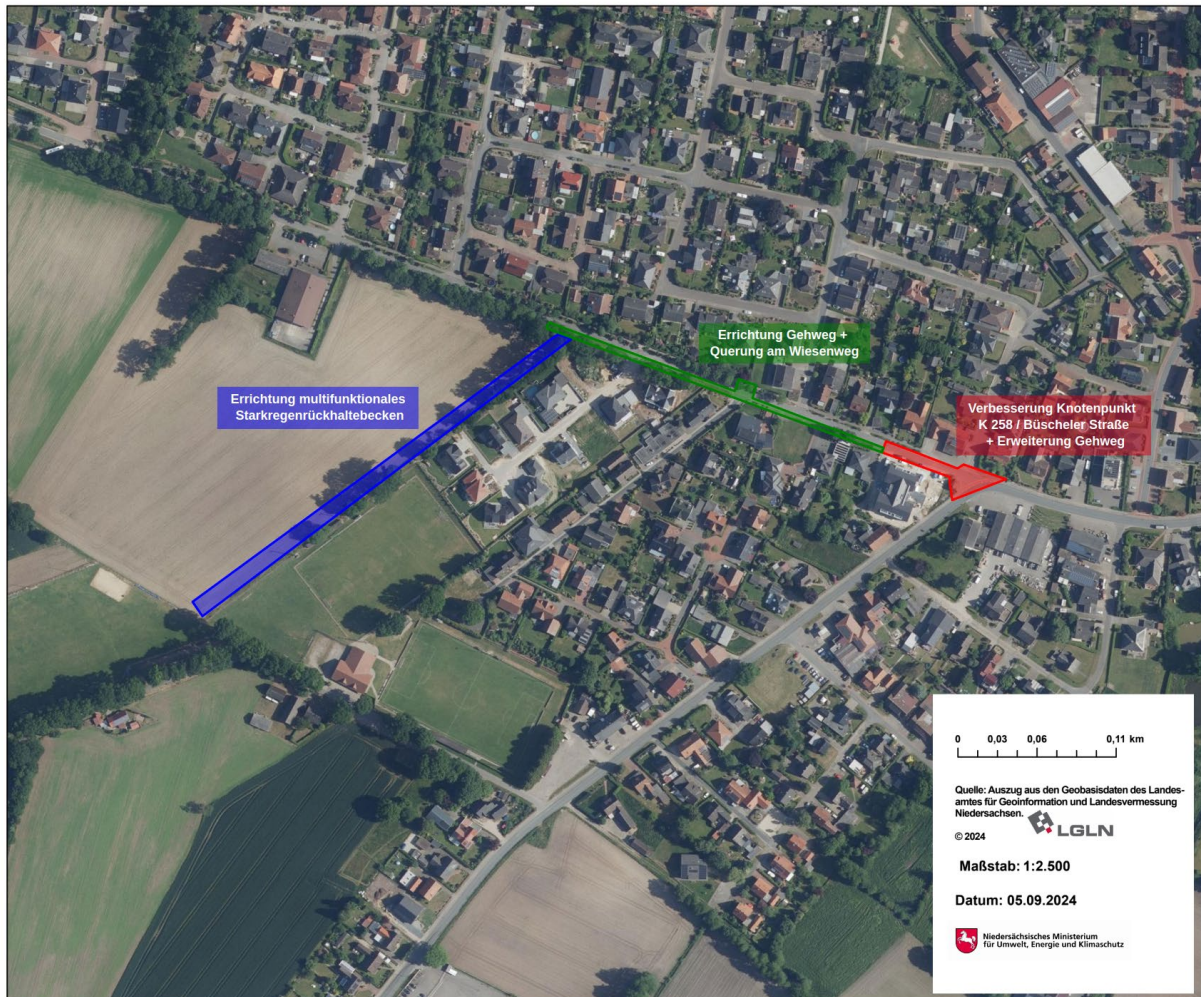 Errichtung Gehweg +
Querung am Wiesenweg
Errichtung multifunktionales
Starkregenrückhaltebecken
Verbesserung Knotenpunkt
K 258 / Büscheler Straße
+ Erweiterung Gehweg
0 0,03 0,06 0,11 km
Quelle: Auszug aus den Geobasisdaten des Landes-
amtes für Geoinformation und Landesvermessung
Niedersachsen.
© 2024
LGLN
Maßstab: 1:2.500
Datum: 05.09.2024
Niedersächsisches Ministerium
für Umwelt, Energie und Klimaschutz